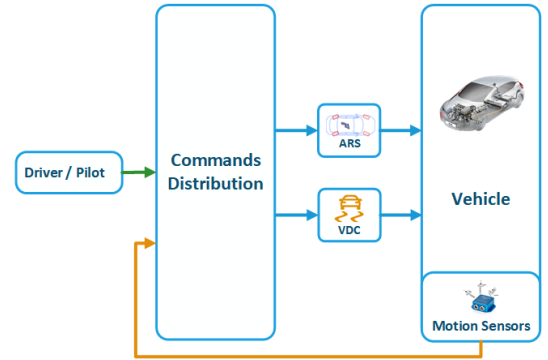 Driver / Pilot
Commands
Distribution
ARS
VDC
Vehicle
Motion Sensors